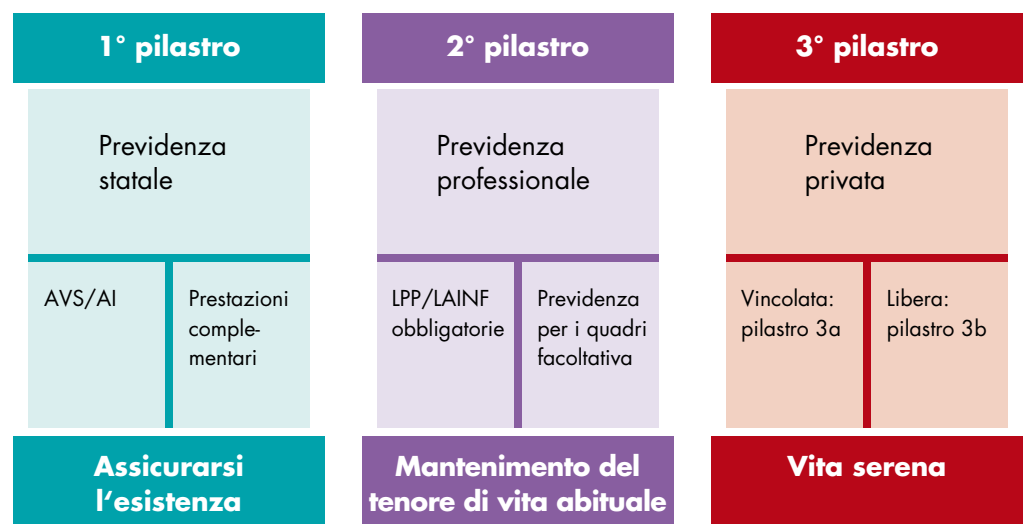 1° pilastro
Previdenza
statale
AVS/AI
Prestazioni
comple-
mentari
Assicurarsi
l‘esistenza
2° pilastro
Previdenza
professionale
LPP/LAINF
obbligatorie
Previdenza
per i quadri
facoltativa
Mantenimento del
tenore di vita abituale
3° pilastro
Previdenza
privata
Vincolata:
pilastro 3a
Libera:
pilastro 3b
Vita serena